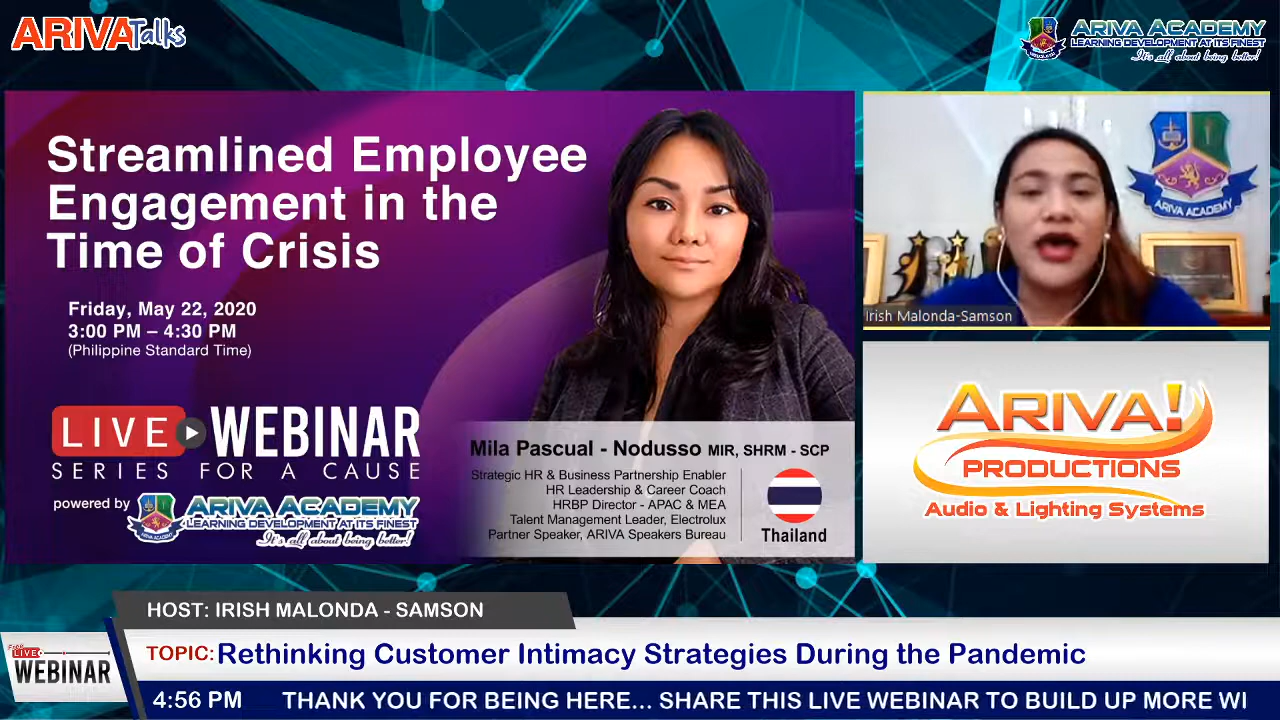 ARIVATalks
ARIVA ACADEMY
LEARNING DEVELOPMENT AT ITS FINEST
It's all about being better!
Streamlined Employee
Engagement in the
Time of Crisis
Friday, May 22, 2020
3:00 PM – 4:30 PM
(Philippine Standard Time)
LIVE WEBINAR
SERIES FOR A CAUSE
powered by ARIVA ACADEMY
LEARNING DEVELOPMENT AT ITS FINEST
It's all about being better!
Mila Pascual - Nodusso MIR, SHRM - SCP
Strategic HR & Business Partnership Enabler
HR Leadership & Career Coach
HRBP Director - APAC & MEA
Talent Management Leader, Electrolux
Partner Speaker, ARIVA Speakers Bureau
Thailand
ARIVA ACADEMY
Irish Malonda-Samson
ARIVA!
PRODUCTIONS
Audio & Lighting Systems
HOST: IRISH MALONDA - SAMSON
Free LIVE
WEBINAR
TOPIC: Rethinking Customer Intimacy Strategies During the Pandemic
4:56 PM THANK YOU FOR BEING HERE... SHARE THIS LIVE WEBINAR TO BUILD UP MORE WI